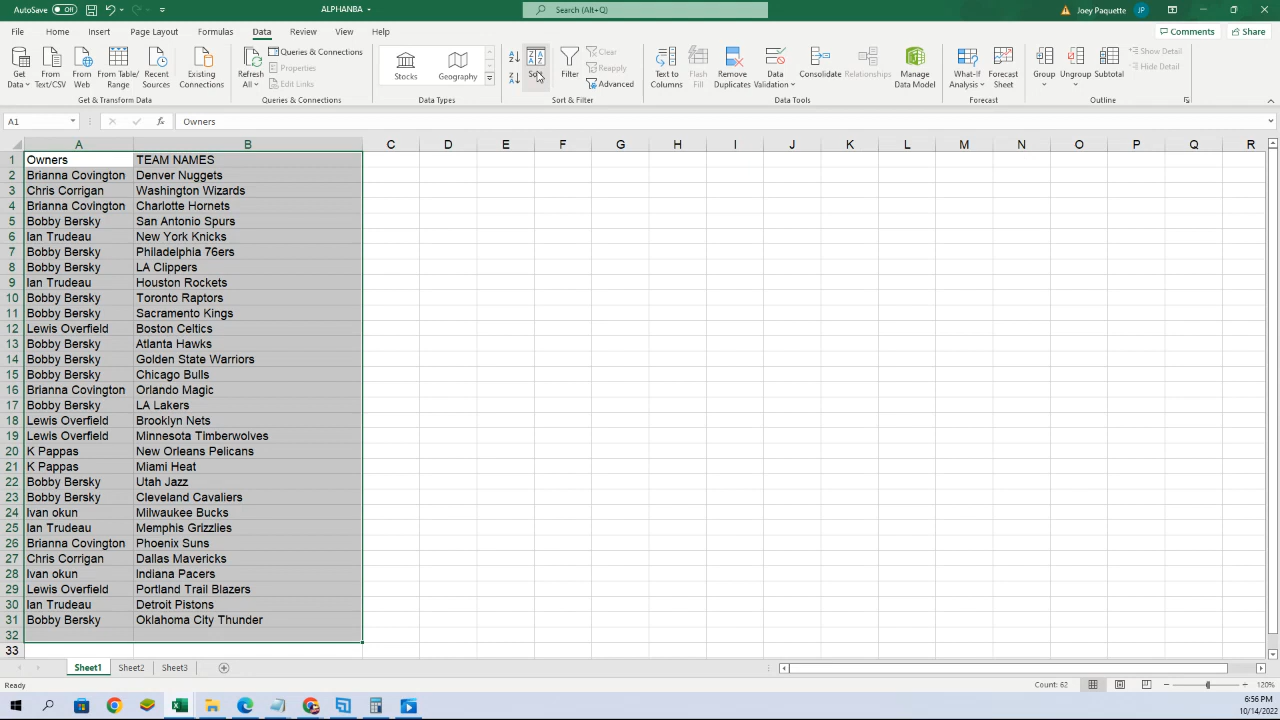 AutoSave Off ALPHANBA Search (Alt+Q) Joey Paquette JP
File Home Insert Page Layout Formulas Data Review View Help Comments Share
Get Data From Text/CSV From Web From Table/Range Recent Sources Existing Connections
Get & Transform Data
Refresh All Queries & Connections Properties Edit Links
Queries & Connections
Stocks Geography
Data Types
Sort Filter Clear Reapply Advanced
Sort & Filter
Text to Columns Flash Fill Remove Duplicates Data Validation Consolidate Relationships Manage Data Model
Data Tools
What-If Analysis Forecast Sheet
Forecast
Group Ungroup Subtotal Show Detail Hide Detail
Outline
A1 fx Owners
A B C D E F G H I J K L M N O P Q R
1 Owners TEAM NAMES
2 Brianna Covington Denver Nuggets
3 Chris Corrigan Washington Wizards
4 Brianna Covington Charlotte Hornets
5 Bobby Bersky San Antonio Spurs
6 Ian Trudeau New York Knicks
7 Bobby Bersky Philadelphia 76ers
8 Bobby Bersky LA Clippers
9 Ian Trudeau Houston Rockets
10 Bobby Bersky Toronto Raptors
11 Bobby Bersky Sacramento Kings
12 Lewis Overfield Boston Celtics
13 Bobby Bersky Atlanta Hawks
14 Bobby Bersky Golden State Warriors
15 Bobby Bersky Chicago Bulls
16 Brianna Covington Orlando Magic
17 Bobby Bersky LA Lakers
18 Lewis Overfield Brooklyn Nets
19 Lewis Overfield Minnesota Timberwolves
20 K Pappas New Orleans Pelicans
21 K Pappas Miami Heat
22 Bobby Bersky Utah Jazz
23 Bobby Bersky Cleveland Cavaliers
24 Ivan okun Milwaukee Bucks
25 Ian Trudeau Memphis Grizzlies
26 Brianna Covington Phoenix Suns
27 Chris Corrigan Dallas Mavericks
28 Ivan okun Indiana Pacers
29 Lewis Overfield Portland Trail Blazers
30 Ian Trudeau Detroit Pistons
31 Bobby Bersky Oklahoma City Thunder
32
33
Sheet1 Sheet2 Sheet3
Ready Count: 62 120%
6:56 PM
10/14/2022